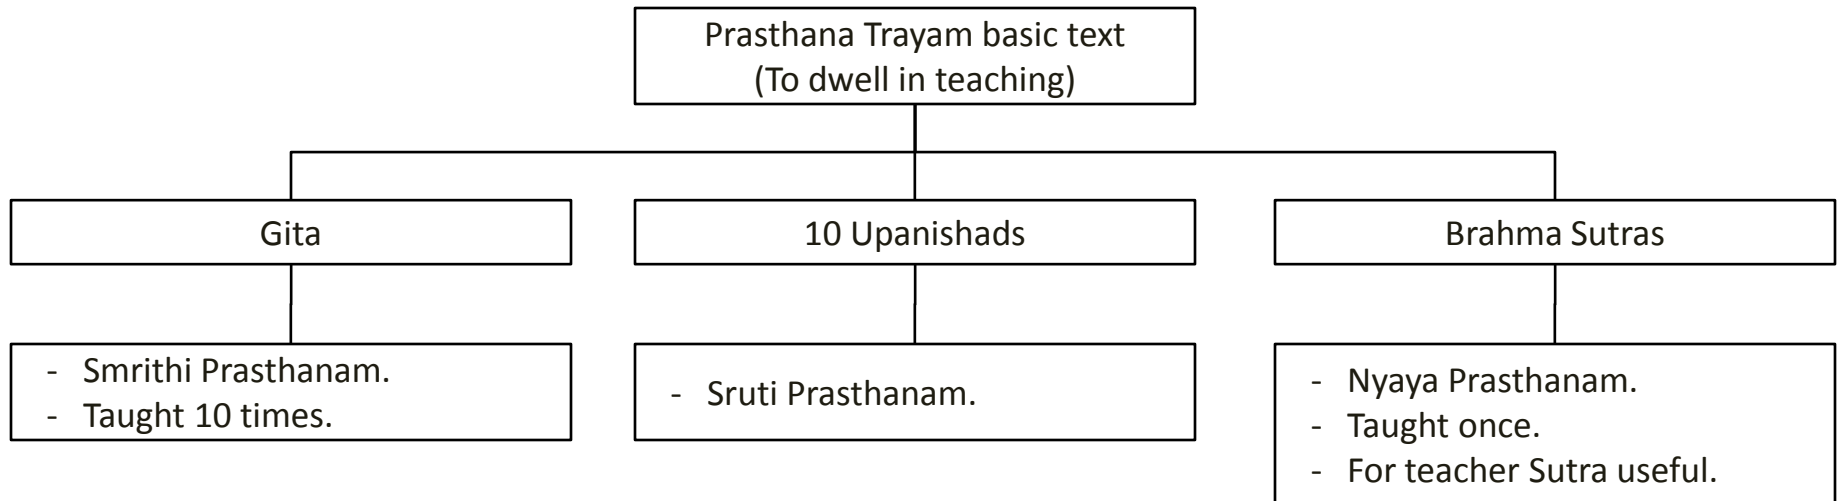 Prasthana Trayam basic text
(To dwell in teaching)
Gita
10 Upanishads
Brahma Sutras
- Smrithi Prasthanam.
- Taught 10 times.
- Sruti Prasthanam.
- Nyaya Prasthanam.
- Taught once.
- For teacher Sutra useful.